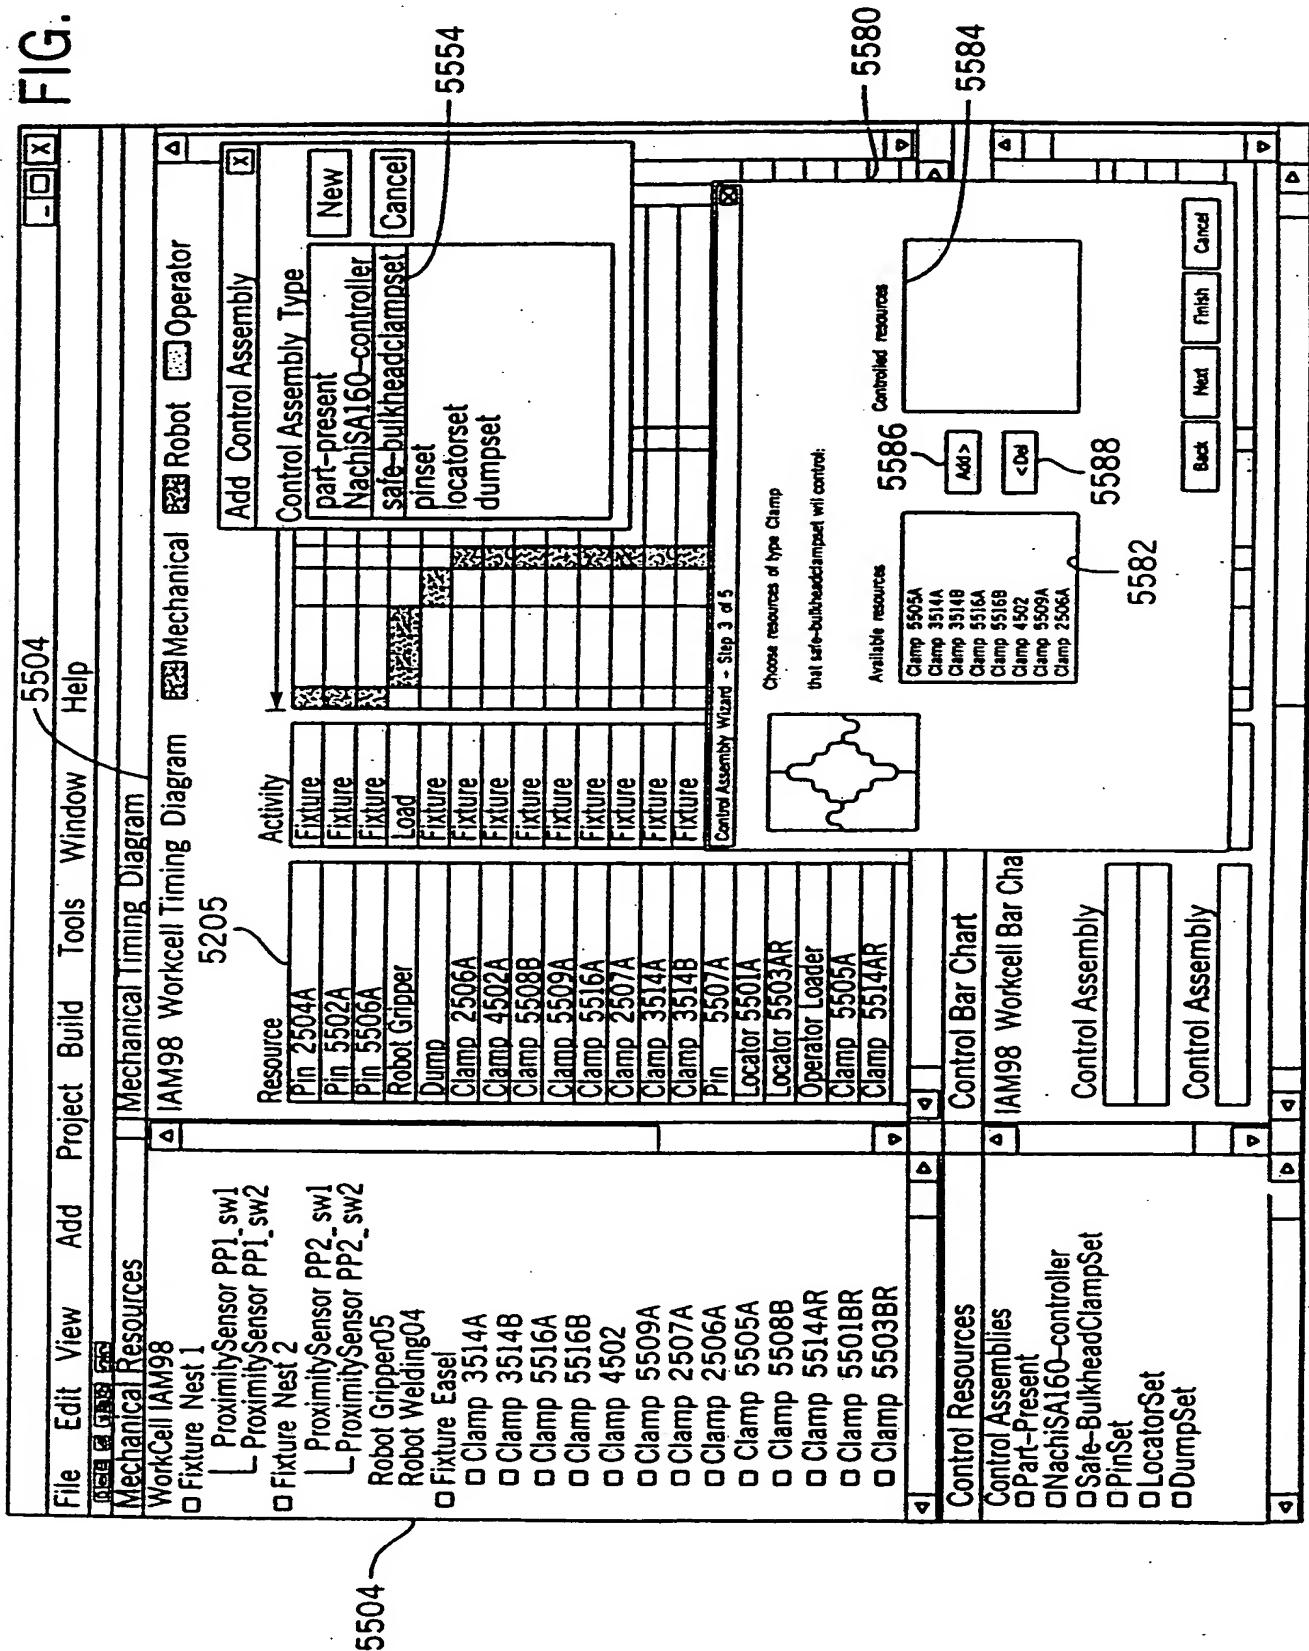 FIG.
5504
File Edit View Add Project Build Tools Window Help
Mechanical Resources
WorkCell IAM98
Fixture Nest 1
ProximitySensor PP1_sw1
ProximitySensor PP1_sw2
Fixture Nest 2
ProximitySensor PP2_sw1
ProximitySensor PP2_sw2
Robot Gripper05
Robot Welding04
Fixture Easel
Clamp 3514A
Clamp 3514B
Clamp 5516A
Clamp 5516B
Clamp 4502
Clamp 5509A
Clamp 2507A
Clamp 2506A
Clamp 5505A
Clamp 5508B
Clamp 5514AR
Clamp 5501BR
Clamp 5503BR
5504
Mechanical Timing Diagram
IAM98 Workcell Timing Diagram Mechanical Robot Operator
5205
Resource Activity
Pin 2504A Fixture
Pin 5502A Fixture
Pin 5506A Fixture
Robot Gripper Load
Dump Fixture
Clamp 2506A Fixture
Clamp 4502A Fixture
Clamp 5508B Fixture
Clamp 5509A Fixture
Clamp 5516A Fixture
Clamp 2507A Fixture
Clamp 3514A Fixture
Clamp 3514B Fixture
Pin 5507A
Locator 5501A
Locator 5503AR
Operator Loader
Clamp 5505A
Clamp 5514AR
Add Control Assembly X
Control Assembly Type
part-present
NachiSA160-controller
safe-bulkheadclampset
pinset
locatorset
dumpset
New
Cancel
5554
Control Assembly Wizard - Step 3 of 5
Choose resources of type Clamp
that safe-bulkheadclampset will control:
Available resources
Clamp 5505A
Clamp 3514A
Clamp 3514B
Clamp 5516A
Clamp 5516B
Clamp 4502
Clamp 5509A
Clamp 2506A
5582
5586
Add >
< Del
5588
Controlled resources
Back Next Finish Cancel
5580
5584
Control Resources
Control Assemblies
Part-Present
NachiSA160-controller
Safe-BulkheadClampSet
PinSet
LocatorSet
DumpSet
Control Bar Chart
IAM98 Workcell Bar Cha
Control Assembly
Control Assembly